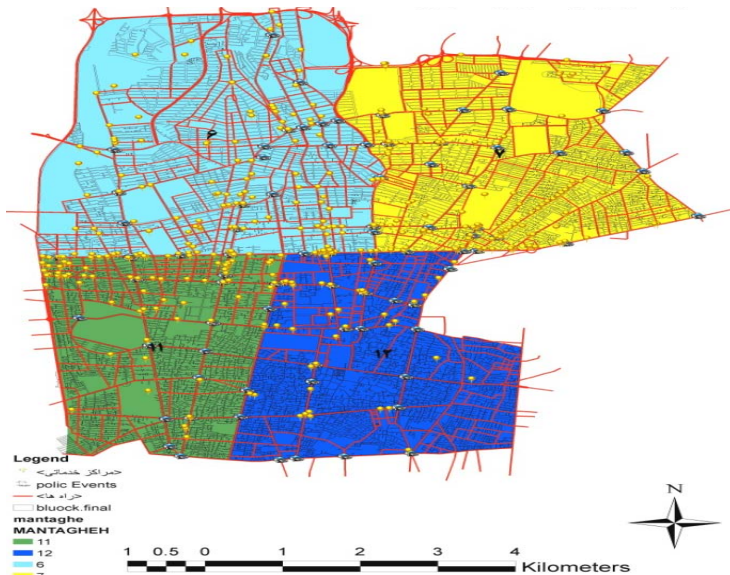 ۶
۷
۱۱
۱۲
Legend
<مراکز خدماتی>
polic Events
<راه ها>
bluock.final
mantaghe
MANTAGHEH
11
12
6
7
N
1 0.5 0 1 2 3 4
Kilometers